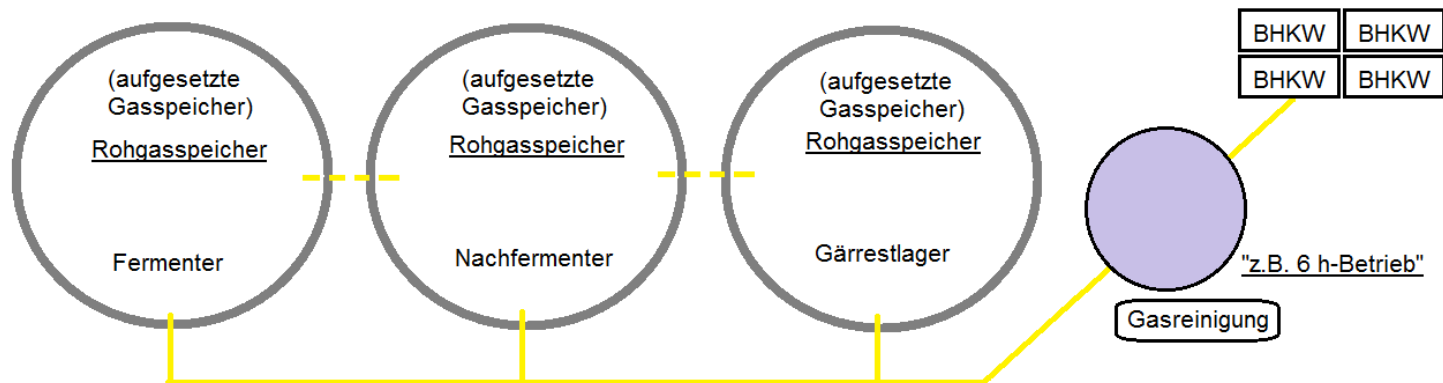 (aufgesetzte
Gasspeicher)
Rohgasspeicher
Fermenter
(aufgesetzte
Gasspeicher)
Rohgasspeicher
Nachfermenter
(aufgesetzte
Gasspeicher)
Rohgasspeicher
Gärrestlager
BHKW BHKW
BHKW BHKW
"z.B. 6 h-Betrieb"
Gasreinigung